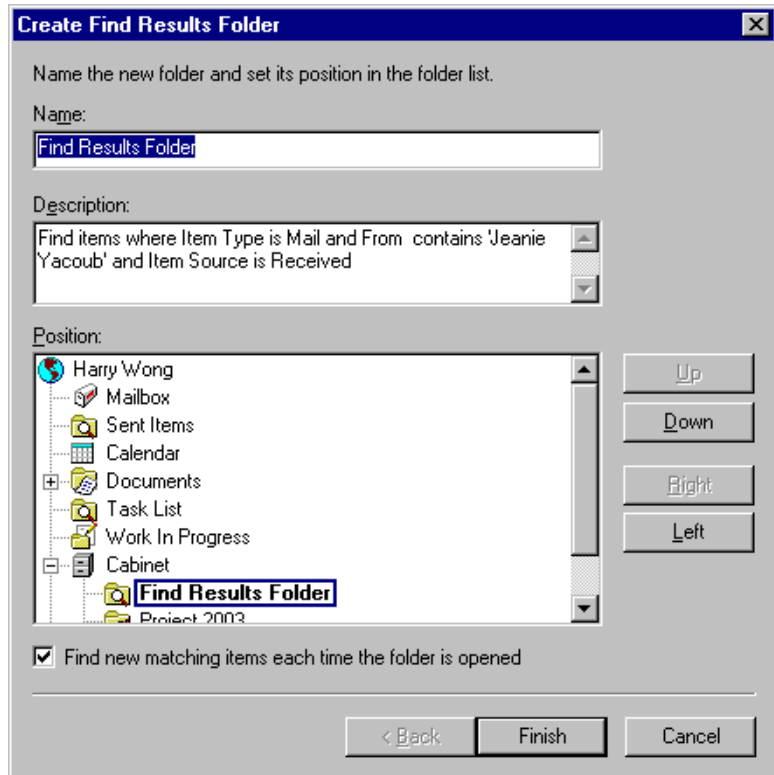 Create Find Results Folder
Name the new folder and set its position in the folder list.
Name:
Find Results Folder
Description:
Find items where Item Type is Mail and From  contains 'Jeanie
Yacoub' and Item Source is Received
Position:
Harry Wong
Mailbox
Sent Items
Calendar
Documents
Task List
Work In Progress
Cabinet
Find Results Folder
Project 2003
Up
Down
Right
Left
Find new matching items each time the folder is opened
< Back
Finish
Cancel